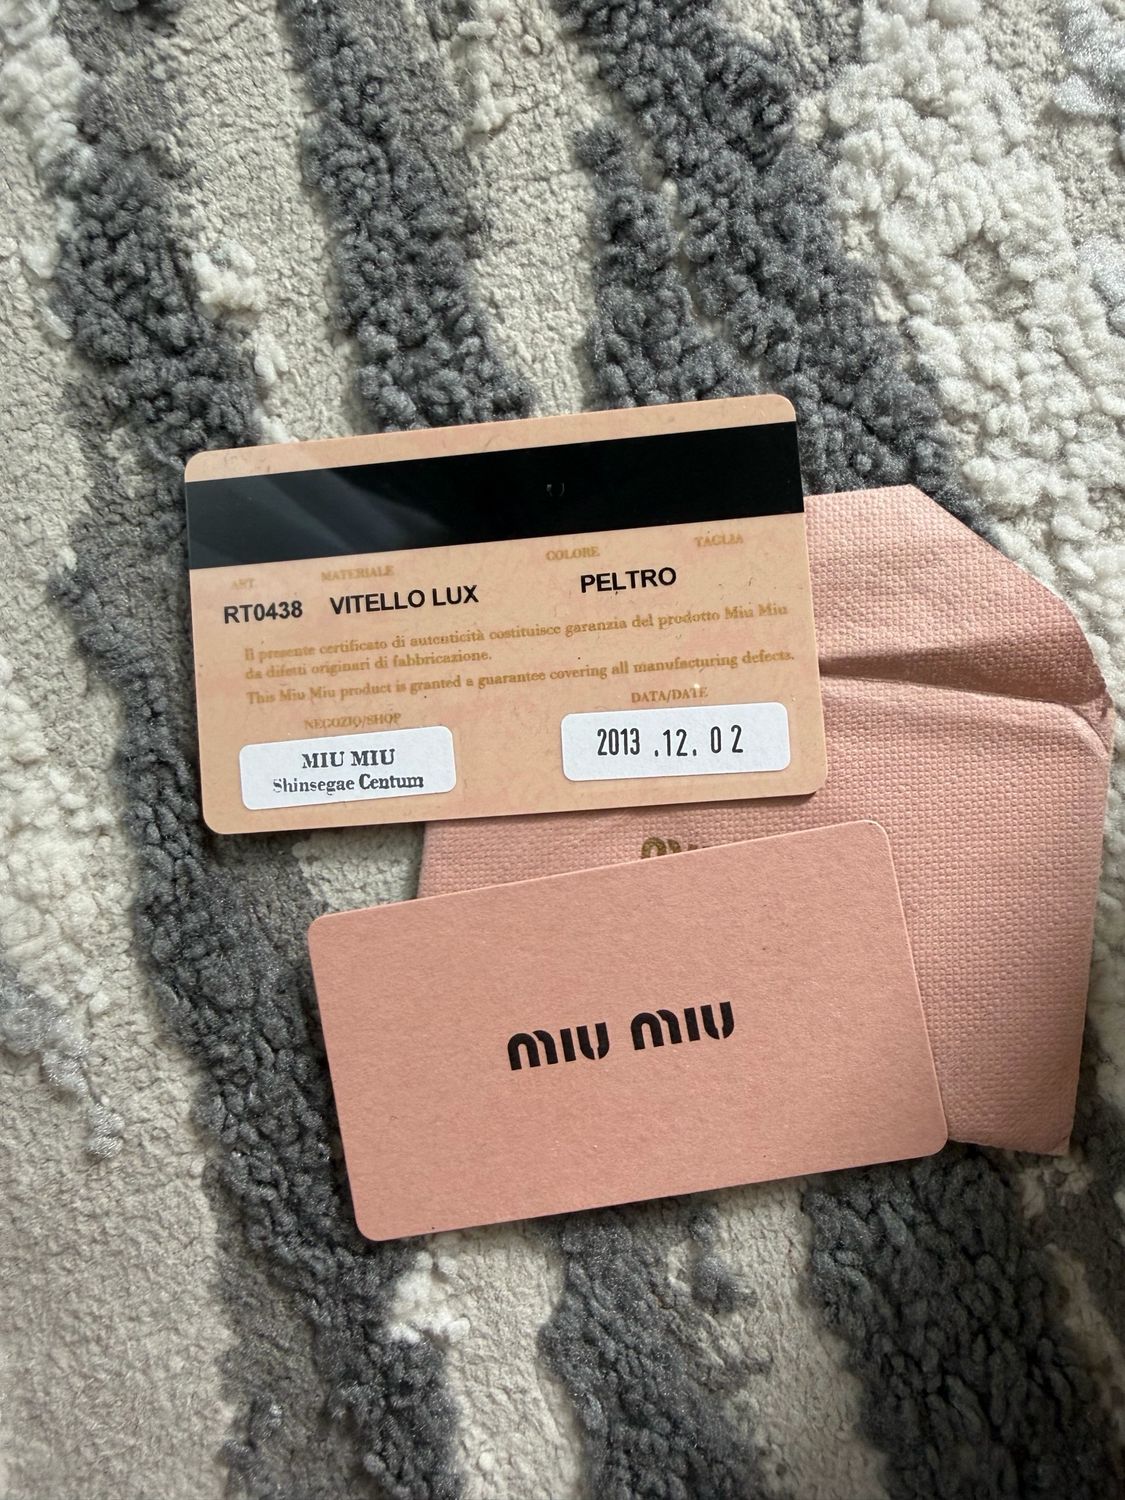 ART.
MATERIALE
COLORE
TAGLIA
RT0438
VITELLO LUX
PELTRO
Il presente certificato di autenticità costituisce garanzia del prodotto Miu Miu
da difetti originari di fabbricazione.
This Miu Miu product is granted a guarantee covering all manufacturing defects.
NEGOZIO/SHOP
DATA/DATE
MIU MIU
Shinsegae Centum
2013 .12. 02
MIU MIU